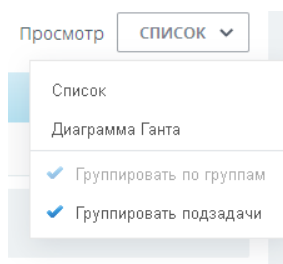 Просмотр СПИСОК
Список
Диаграмма Ганта
Группировать по группам
Группировать подзадачи